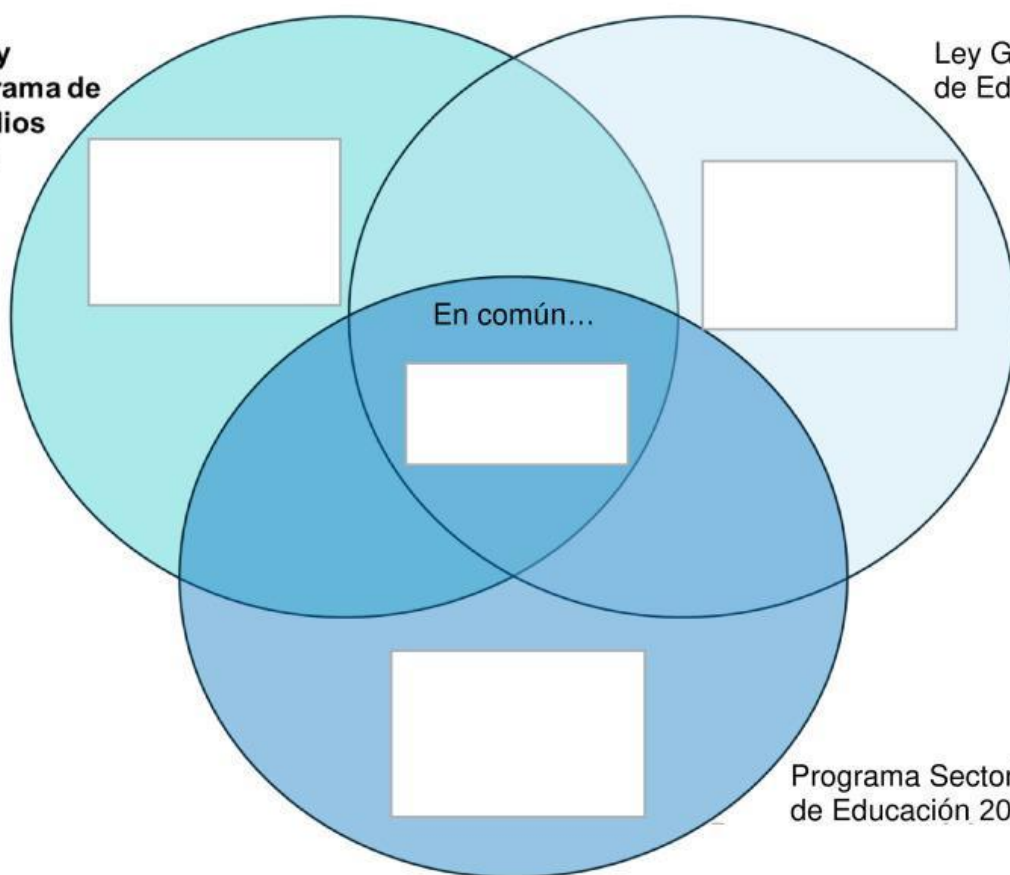 y
rama de
lios
Ley G
de Ed
En común…
Programa Sector
de Educación 20